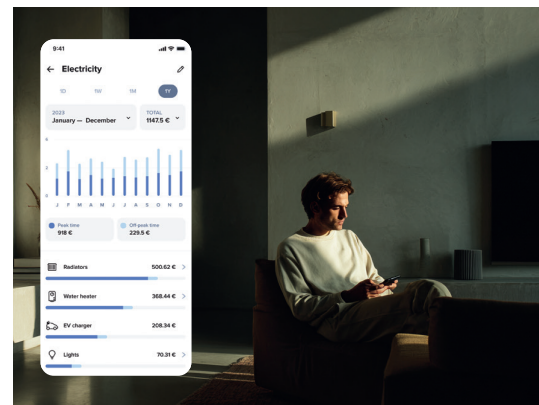 9:41
Electricity
1D 1W 1M 1Y
2023
January — December
TOTAL
1147.5 €
J F M A M J J A S O N D
Peak time
918 €
Off-peak time
229.5 €
Radiators 500.62 €
Water heater 368.44 €
EV charger 208.34 €
Lights 70.31 €